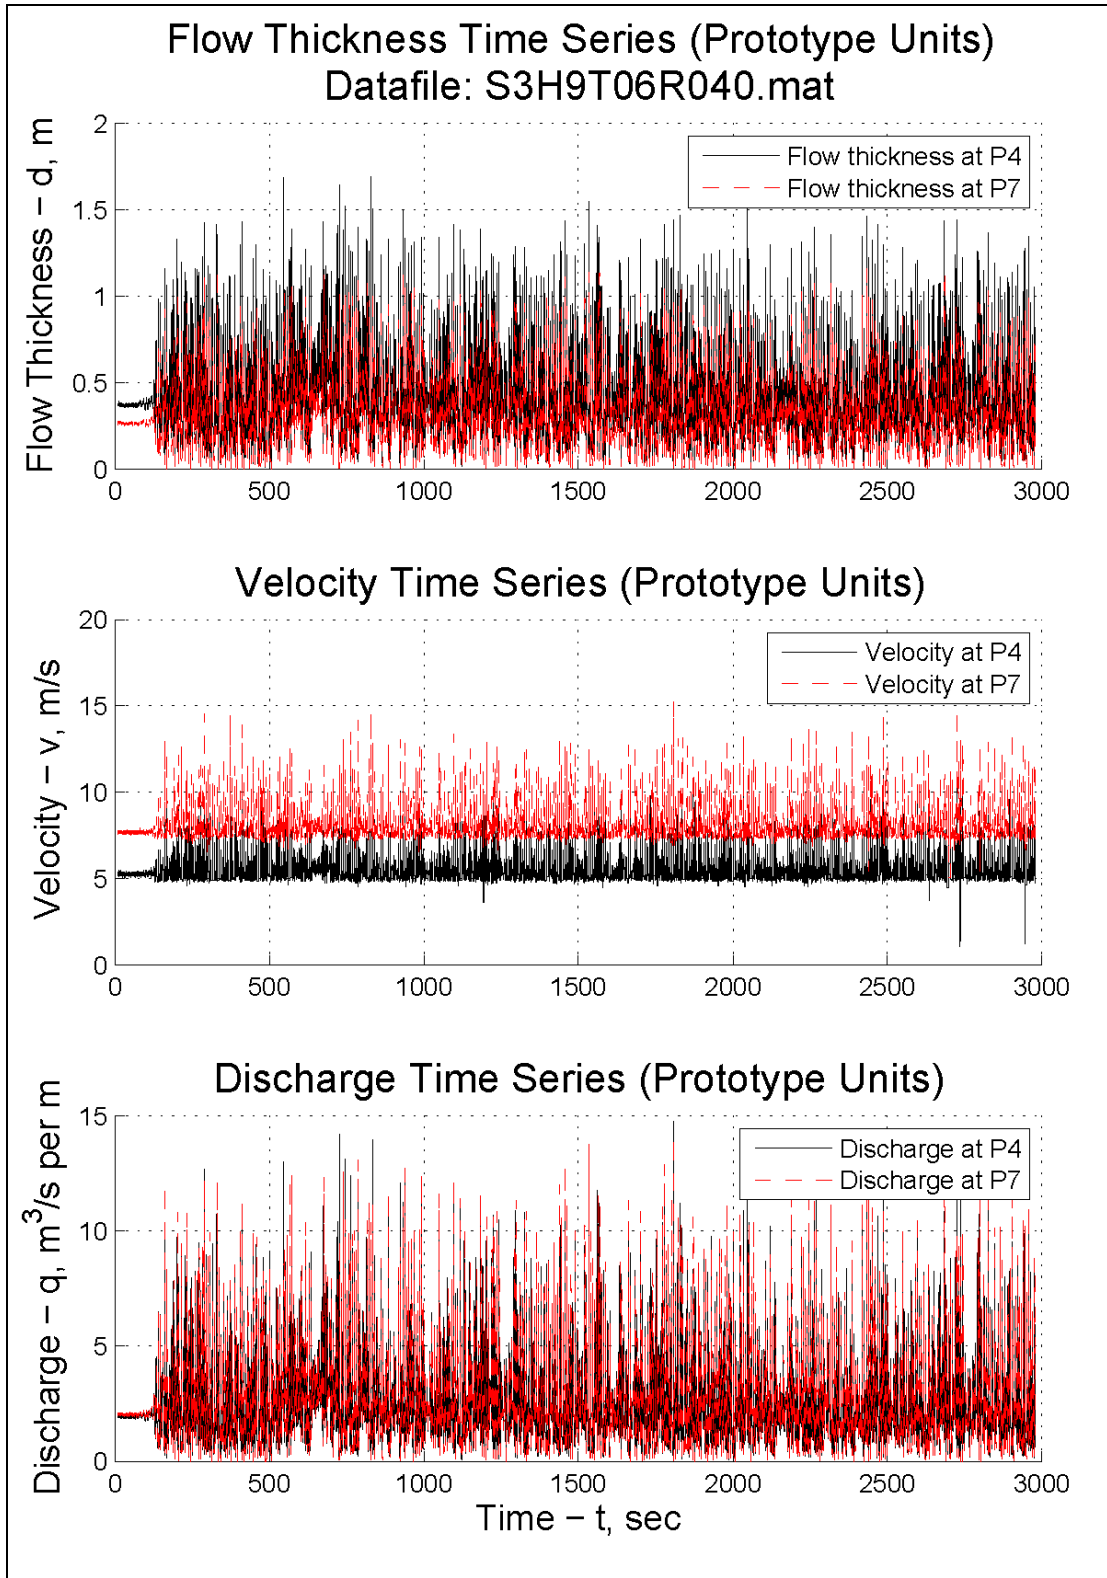 Flow Thickness Time Series (Prototype Units)
Datafile: S3H9T06R040.mat
Flow Thickness − d, m
2
1.5
1
0.5
0
Flow thickness at P4
Flow thickness at P7
0 500 1000 1500 2000 2500 3000
Velocity Time Series (Prototype Units)
Velocity − v, m/s
20
15
10
5
0
Velocity at P4
Velocity at P7
0 500 1000 1500 2000 2500 3000
Discharge Time Series (Prototype Units)
Discharge − q, m³/s per m
15
10
5
0
Discharge at P4
Discharge at P7
0 500 1000 1500 2000 2500 3000
Time − t, sec